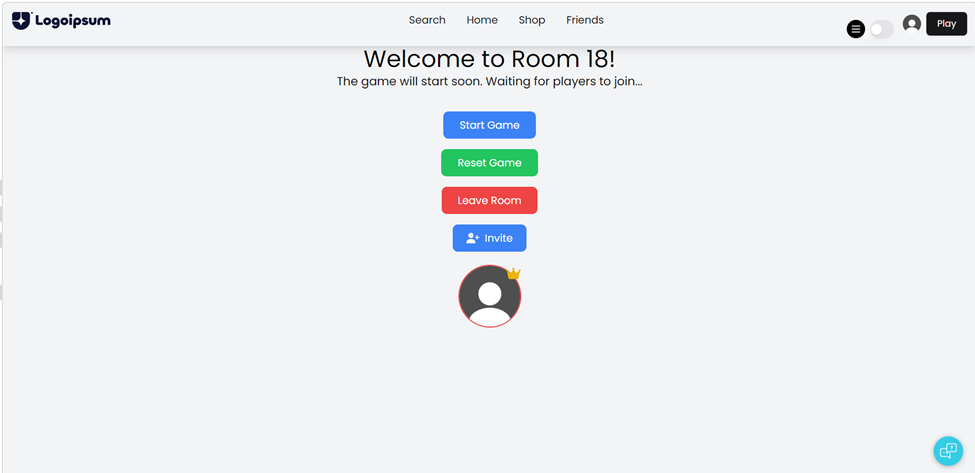 Logoipsum
Search Home Shop Friends
Play
Welcome to Room 18!
The game will start soon. Waiting for players to join...
Start Game
Reset Game
Leave Room
Invite